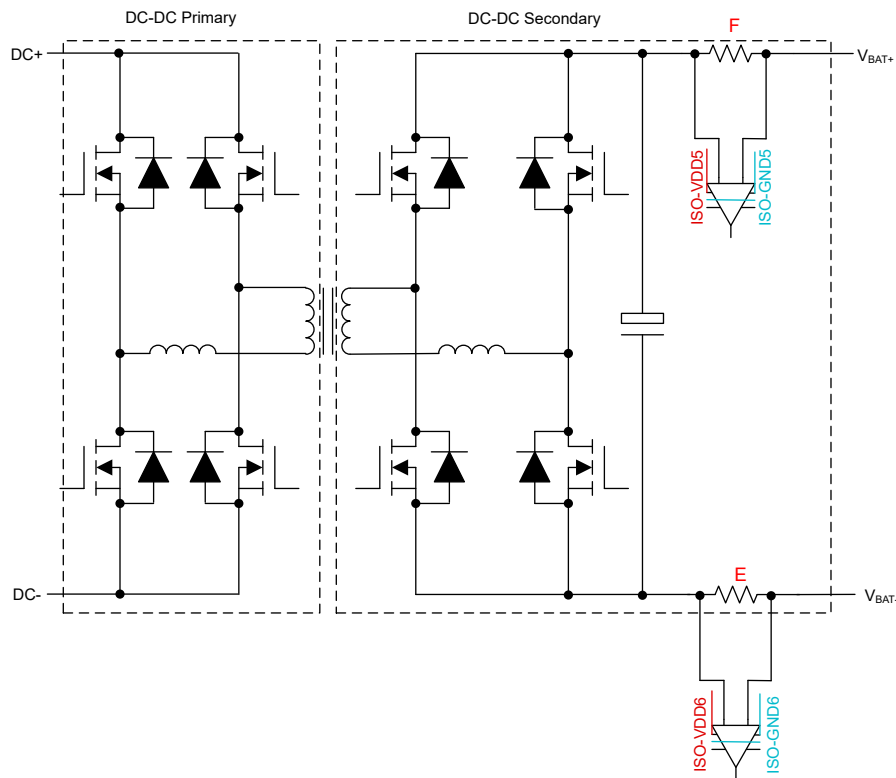 DC-DC Primary
DC-DC Secondary
DC+
F
VBAT+
ISO-VDD5
ISO-GND5
DC-
E
VBAT-
ISO-VDD6
ISO-GND6